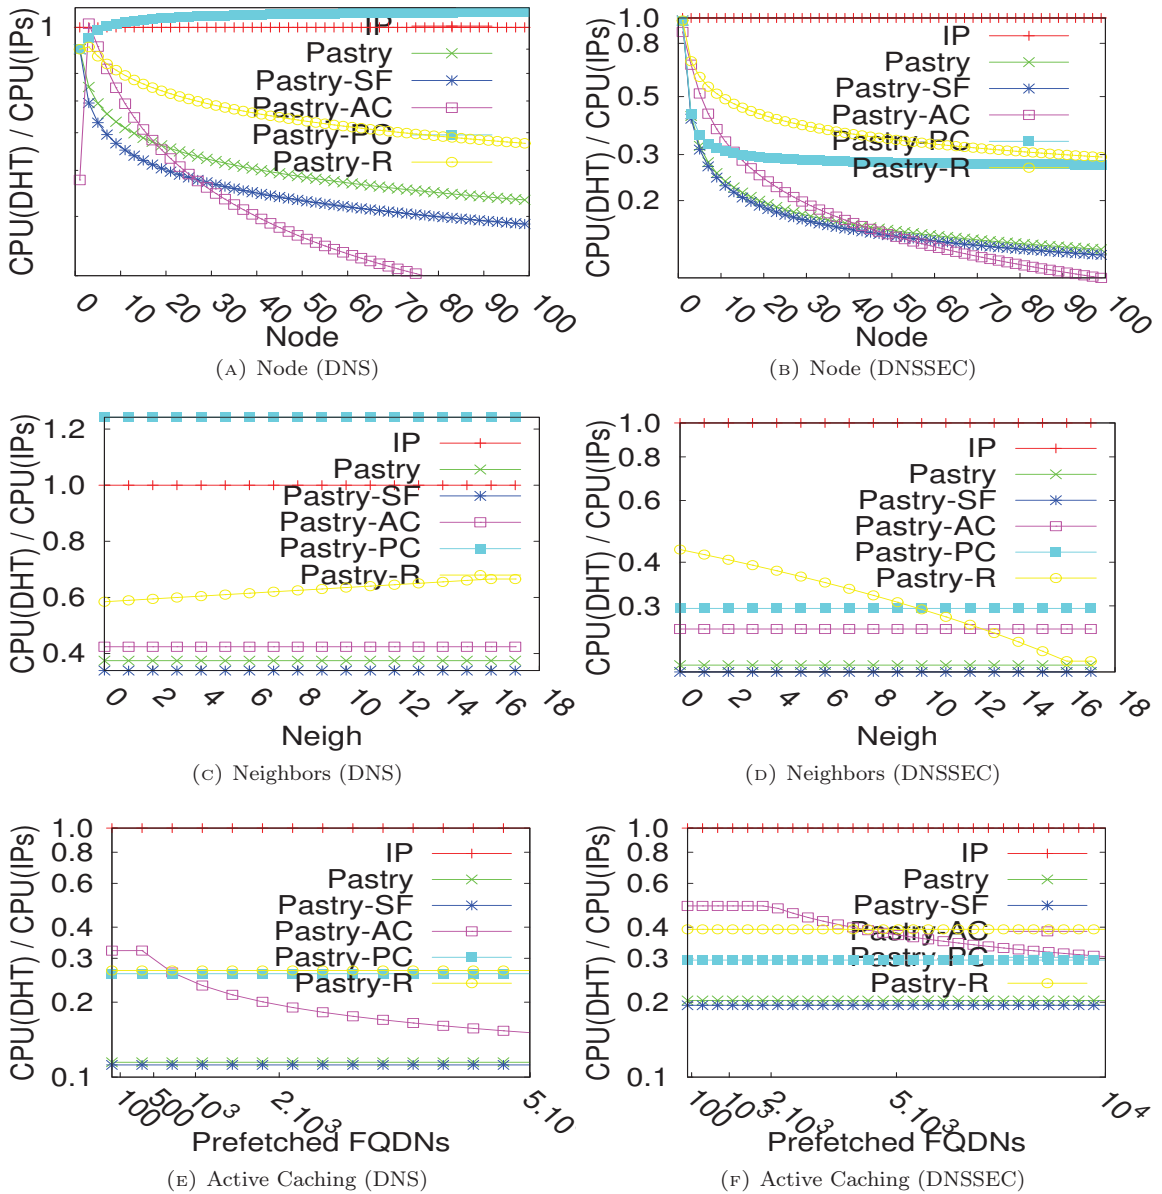 CPU(DHT) / CPU(IPs)
1
IP
Pastry
Pastry-SF
Pastry-AC
Pastry-PC
Pastry-R
0 10 20 30 40 50 60 70 80 90 100
Node
(A) Node (DNS)
CPU(DHT) / CPU(IPs)
1.0
0.8
0.5
0.3
0.2
IP
Pastry
Pastry-SF
Pastry-AC
Pastry-PC
Pastry-R
0 10 20 30 40 50 60 70 80 90 100
Node
(B) Node (DNSSEC)
CPU(DHT) / CPU(IPs)
1.2
1.0
0.8
0.6
0.4
IP
Pastry
Pastry-SF
Pastry-AC
Pastry-PC
Pastry-R
0 2 4 6 8 10 12 14 16 18
Neigh
(C) Neighbors (DNS)
CPU(DHT) / CPU(IPs)
1.0
0.8
0.6
0.4
0.3
IP
Pastry
Pastry-SF
Pastry-AC
Pastry-PC
Pastry-R
0 2 4 6 8 10 12 14 16 18
Neigh
(D) Neighbors (DNSSEC)
CPU(DHT) / CPU(IPs)
1.0
0.8
0.6
0.4
0.3
0.2
0.1
IP
Pastry
Pastry-SF
Pastry-AC
Pastry-PC
Pastry-R
100 500 10³ 2.10³ 5.10
Prefetched FQDNs
(E) Active Caching (DNS)
CPU(DHT) / CPU(IPs)
1.0
0.8
0.6
0.4
0.3
0.2
0.1
IP
Pastry
Pastry-SF
Pastry-AC
Pastry-PC
Pastry-R
100 10³ 2.10³ 5.10³ 10⁴
Prefetched FQDNs
(F) Active Caching (DNSSEC)